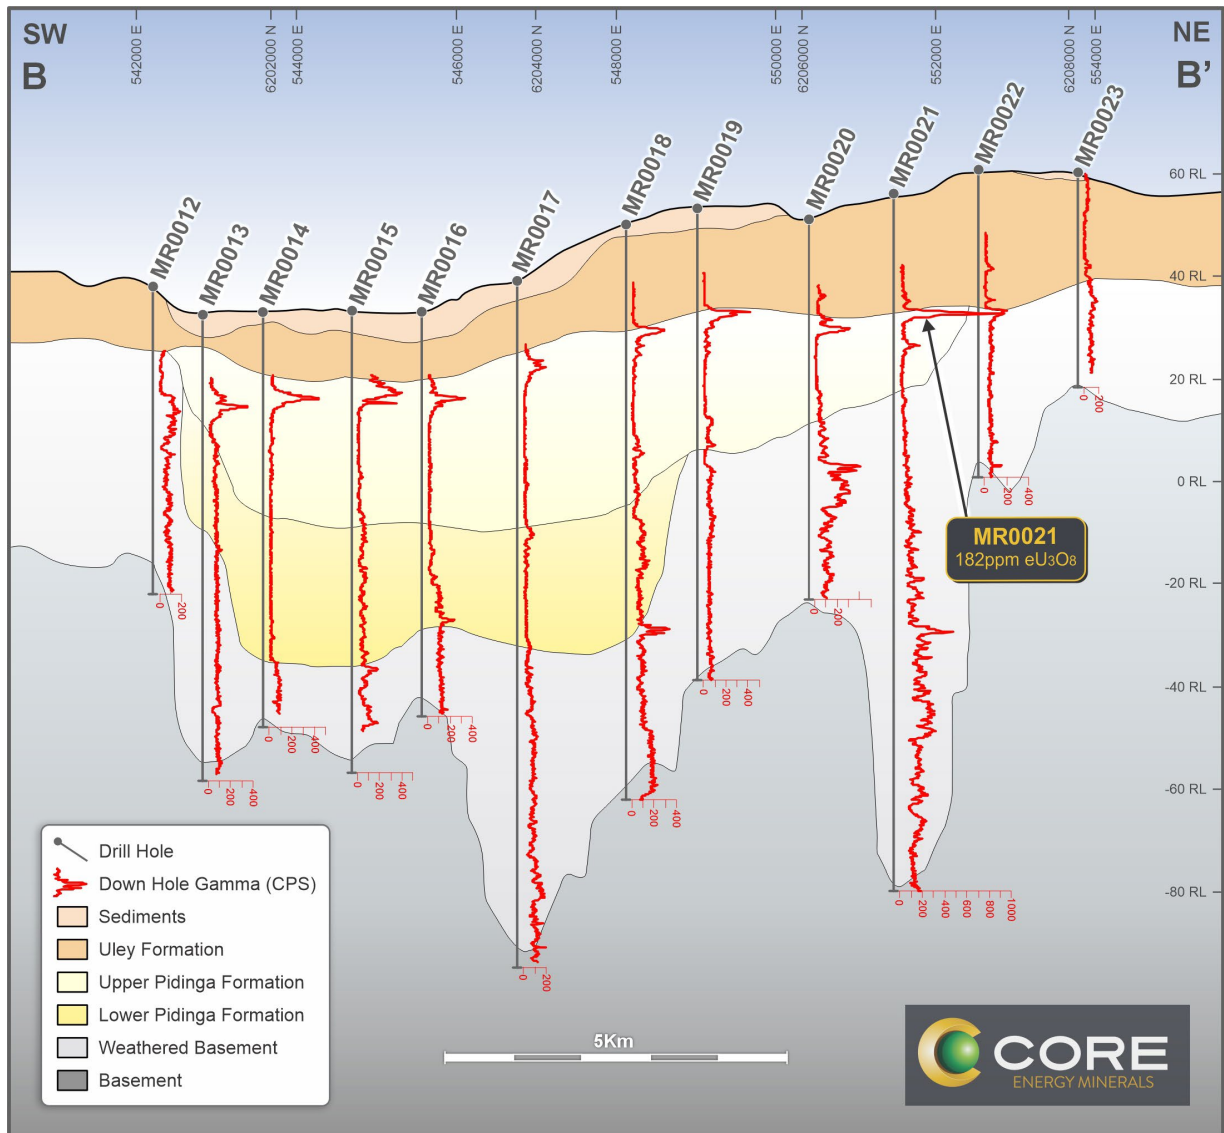 SW
B
NE
B'
542000 E
6202000 N
544000 E
546000 E
6204000 N
548000 E
550000 E
6206000 N
552000 E
6208000 N
554000 E
MR0012
MR0013
MR0014
MR0015
MR0016
MR0017
MR0018
MR0019
MR0020
MR0021
MR0022
MR0023
60 RL
40 RL
20 RL
0 RL
-20 RL
-40 RL
-60 RL
-80 RL
0 200
0 200 400
0 200 400
0 200 400
0 200 400
0 200
0 200 400
0 200 400
0 200
0 200 400 600 800 1000
0 200 400
0 200
MR0021
182ppm eU3O8
Drill Hole
Down Hole Gamma (CPS)
Sediments
Uley Formation
Upper Pidinga Formation
Lower Pidinga Formation
Weathered Basement
Basement
5Km
CORE
ENERGY MINERALS